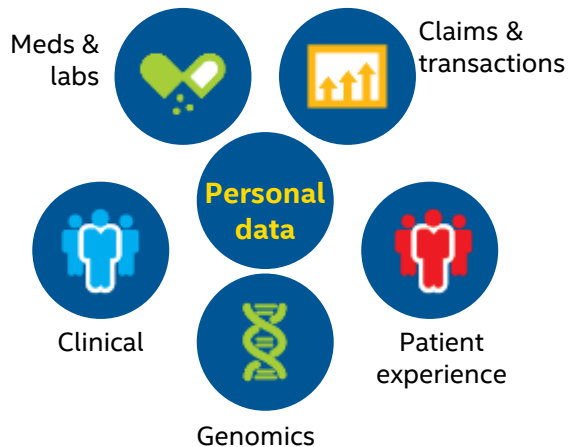 Meds &
labs
Claims &
transactions
Personal
data
Clinical
Patient
experience
Genomics